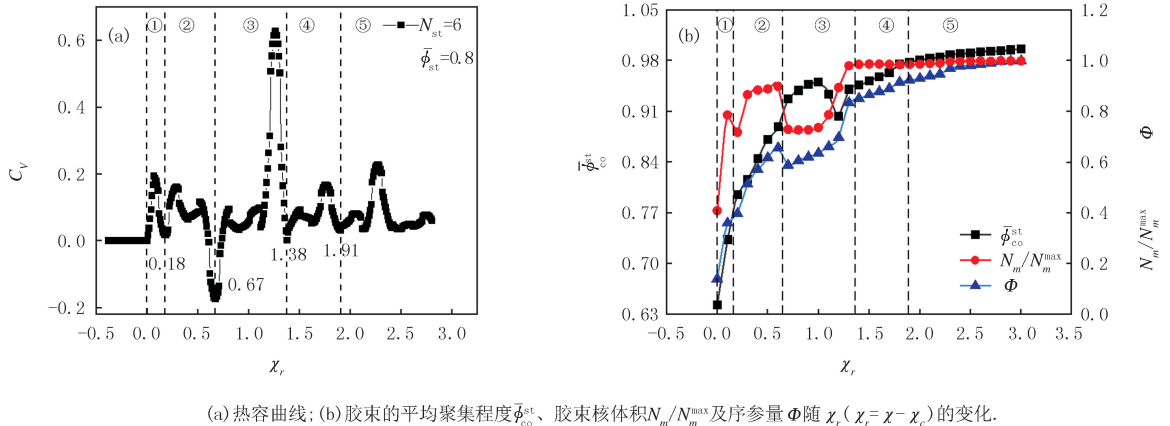 (a)
① ② ③ ④ ⑤
N_st=6
φ̄_st=0.8
0.6
0.4
0.2
0.0
-0.2
C_V
0.18
0.67
1.38
1.91
-0.5 0.0 0.5 1.0 1.5 2.0 2.5 3.0
χ_r
(b)
① ② ③ ④ ⑤
1.05
0.98
0.91
0.84
0.77
0.70
0.63
φ̄_co^st
1.2
1.0
0.8
0.6
0.4
0.2
0.0
Φ
N_m/N_m^max
φ̄_co^st
N_m/N_m^max
Φ
-0.5 0.0 0.5 1.0 1.5 2.0 2.5 3.0 3.5
χ_r
(a)热容曲线;(b)胶束的平均聚集程度φ̄_co^st、胶束核体积N_m/N_m^max及序参量Φ随χ_r(χ_r=χ-χ_c)的变化.